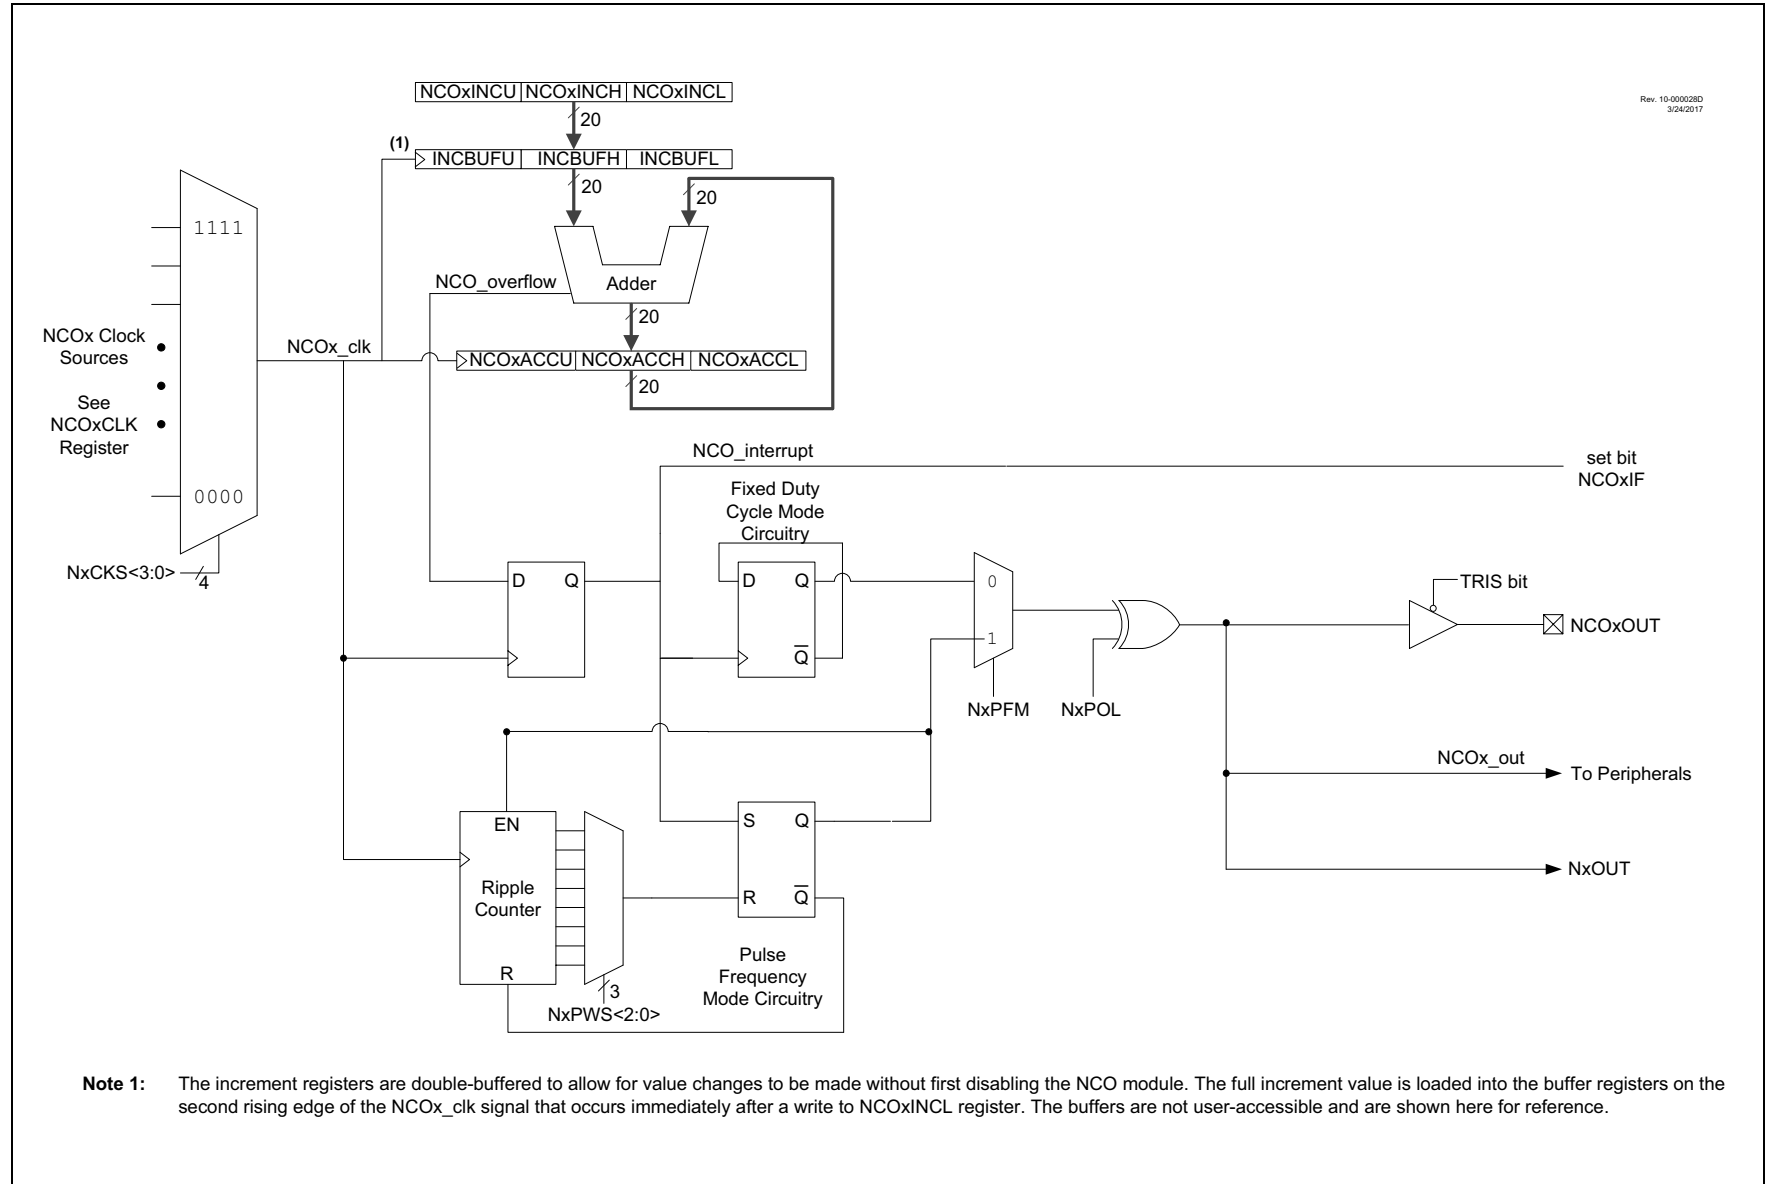 NCOxINCU NCOxINCH NCOxINCL
Rev. 10-000028D
3/24/2017
20
(1)
INCBUFU INCBUFH INCBUFL
20
20
1111
NCO_overflow
Adder
20
NCOx Clock
Sources
NCOx_clk
NCOxACCU NCOxACCH NCOxACCL
20
See
NCOxCLK
Register
NCO_interrupt
set bit
NCOxIF
0000
Fixed Duty
Cycle Mode
Circuitry
NxCKS<3:0>
4
D Q
D Q
0
TRIS bit
NCOxOUT
1
Q
NxPFM
NxPOL
NCOx_out
To Peripherals
EN
S Q
NxOUT
Ripple
Counter
R Q
R
Pulse
Frequency
Mode Circuitry
3
NxPWS<2:0>
Note 1: The increment registers are double-buffered to allow for value changes to be made without first disabling the NCO module. The full increment value is loaded into the buffer registers on the
second rising edge of the NCOx_clk signal that occurs immediately after a write to NCOxINCL register. The buffers are not user-accessible and are shown here for reference.